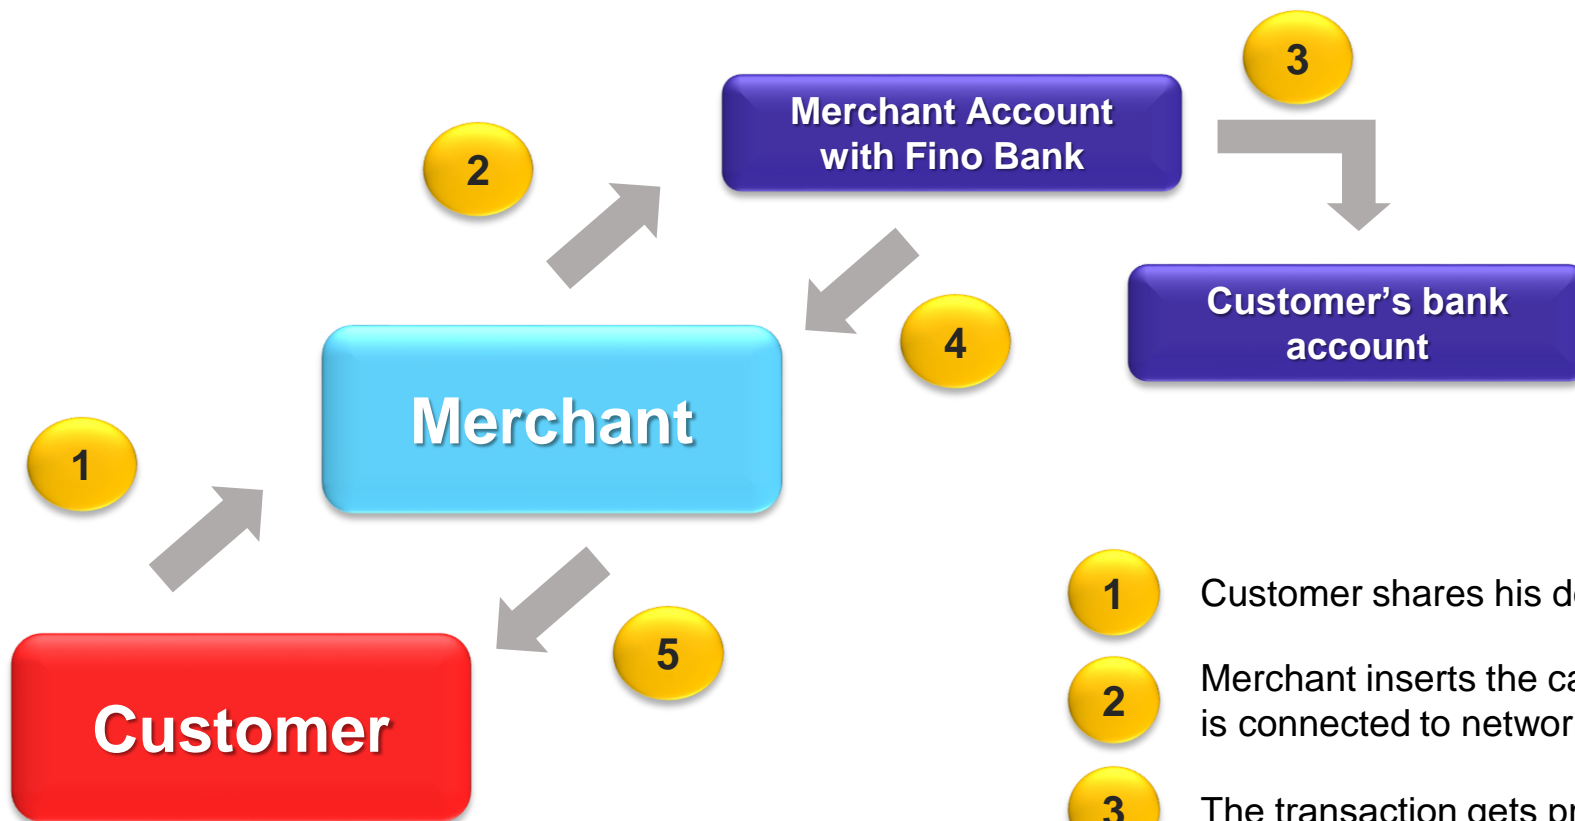 3
Merchant Account
with Fino Bank
2
Customer's bank
account
4
Merchant
1
5
Customer
1
Customer shares his
2
Merchant inserts the
is connected to
3
The transaction gets